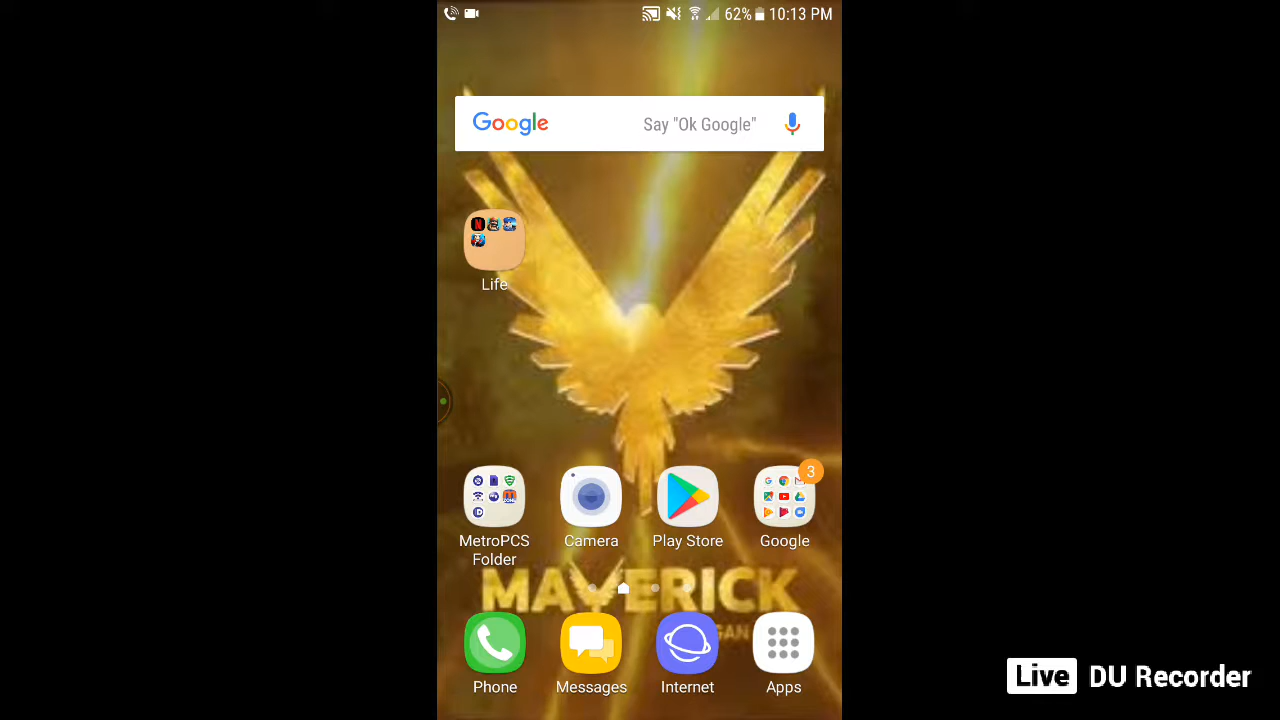 62% 10:13 PM
Google Say "Ok Google"
Life
3
MetroPCS
Folder
Camera
Play Store
Google
MAVERICK
Phone
Messages
Internet
Apps
Live DU Recorder